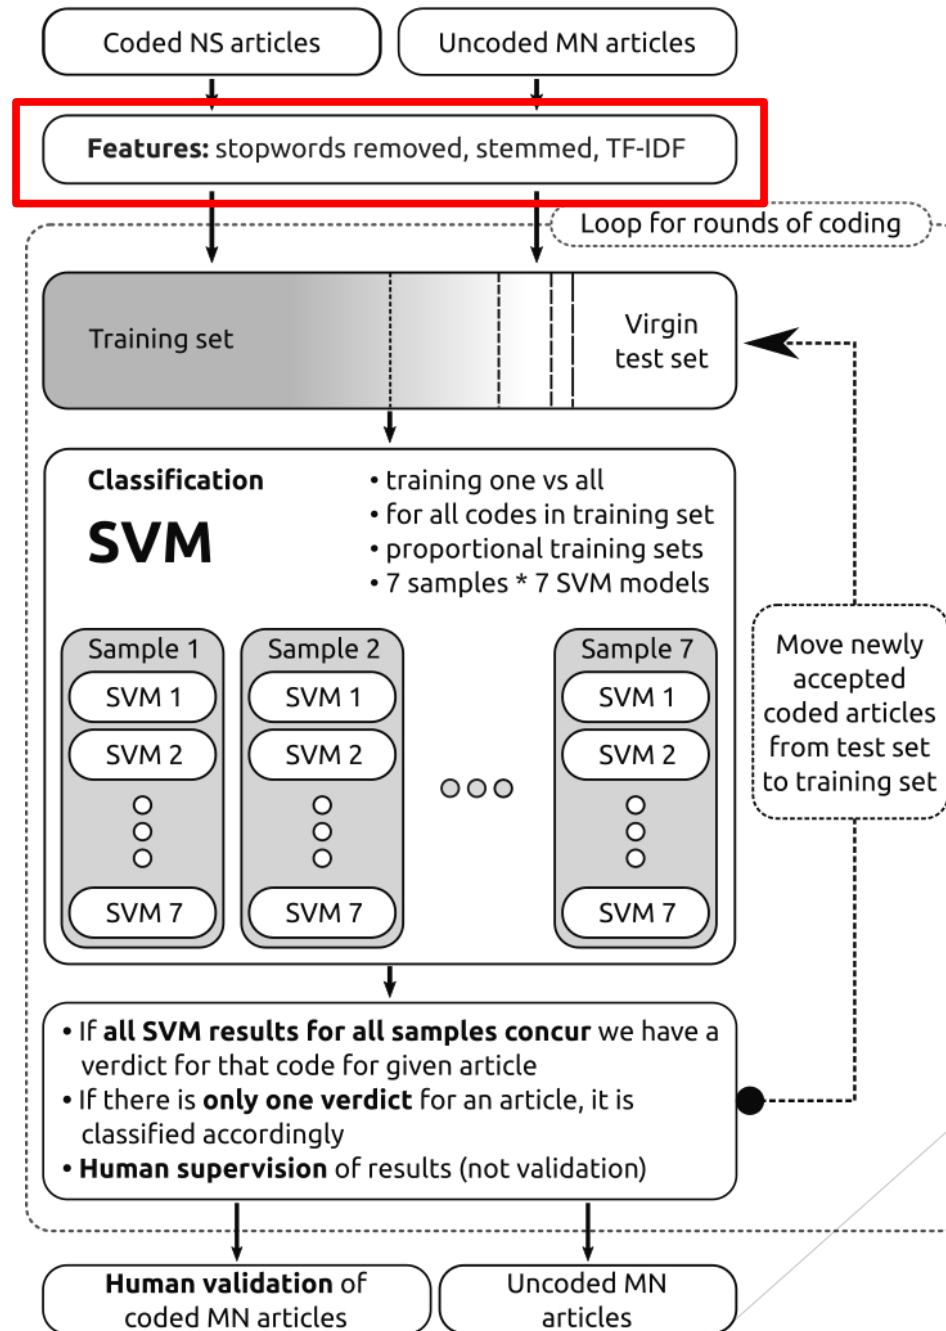 Coded NS articles
Uncoded MN articles
Features: stopwords removed, stemmed, TF-IDF
Loop for rounds of coding
Training set
Virgin
test set
Classification
SVM
• training one vs all
• for all codes in training set
• proportional training sets
• 7 samples * 7 SVM models
Sample 1
SVM 1
SVM 2
SVM 7
Sample 2
SVM 1
SVM 2
SVM 7
Sample 7
SVM 1
SVM 2
SVM 7
Move newly
accepted
coded articles
from test set
to training set
• If all SVM results for all samples concur we have a
verdict for that code for given article
• If there is only one verdict for an article, it is
classified accordingly
• Human supervision of results (not validation)
Human validation of
coded MN articles
Uncoded MN
articles